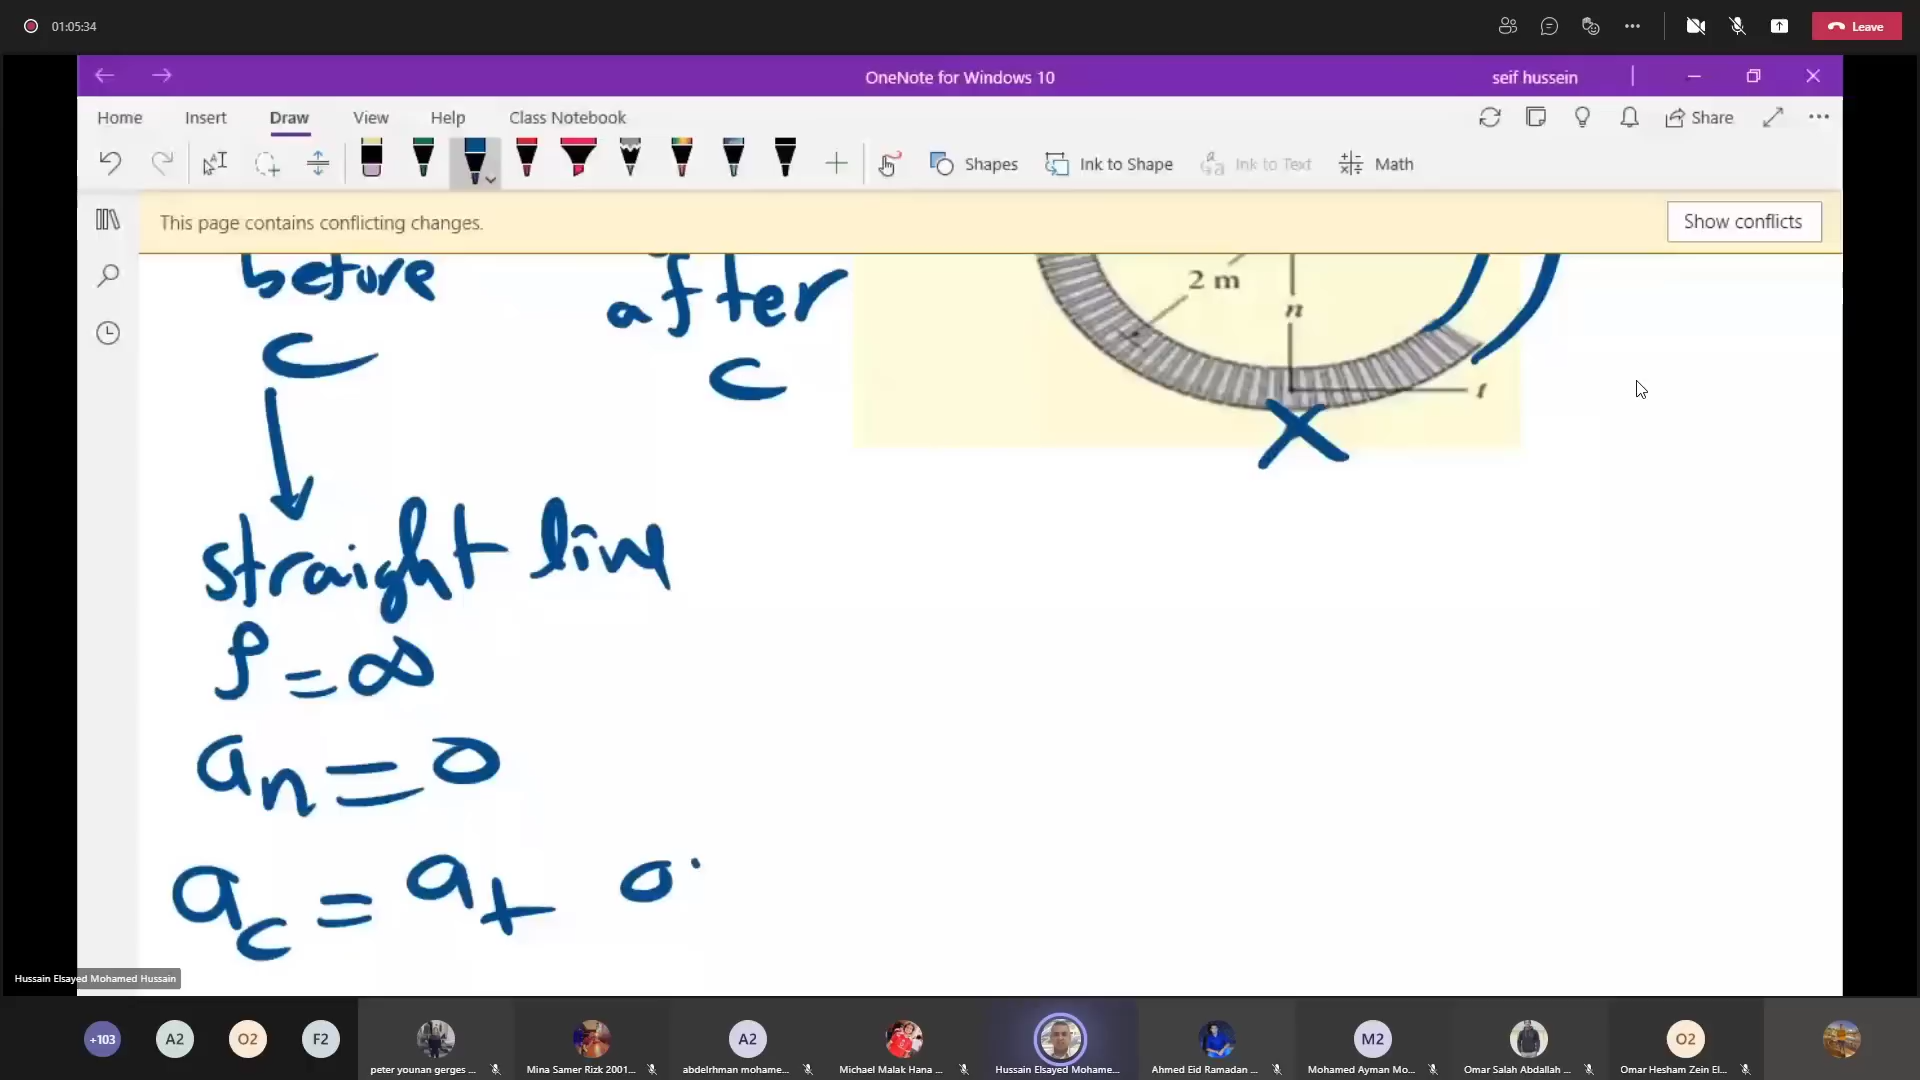 01:05:34
Leave
OneNote for Windows 10
seif hussein
Home Insert Draw View Help Class Notebook
Share
Shapes Ink to Shape Ink to Text Math
This page contains conflicting changes.
Show conflicts
before
C
after
C
2 m
n
t
X
straight line
ρ = ∞
an = 0
ac = at
Hussain Elsayed Mohamed Hussain
+103 A2 O2 F2 A2 M2 O2
peter younan gerges ...
Mina Samer Rizk 2001...
abdelrhman mohame...
Michael Malak Hana ...
Hussain Elsayed Mohame...
Ahmed Eid Ramadan ...
Mohamed Ayman Mo...
Omar Salah Abdallah ...
Omar Hesham Zein El...